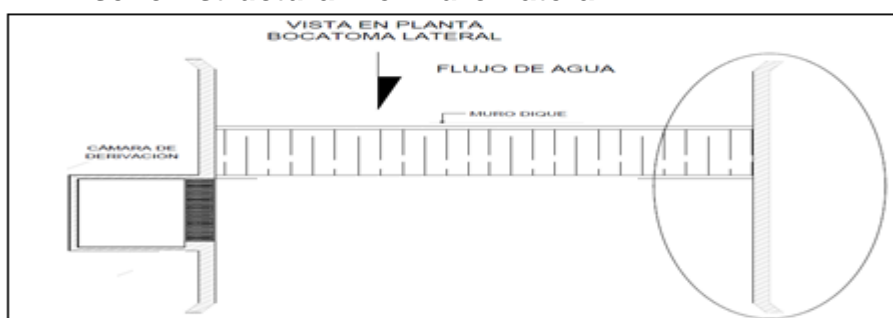 VISTA EN PLANTA
BOCATOMA LATERAL
FLUJO DE AGUA
MURO DIQUE
CÁMARA DE
DERIVACIÓN